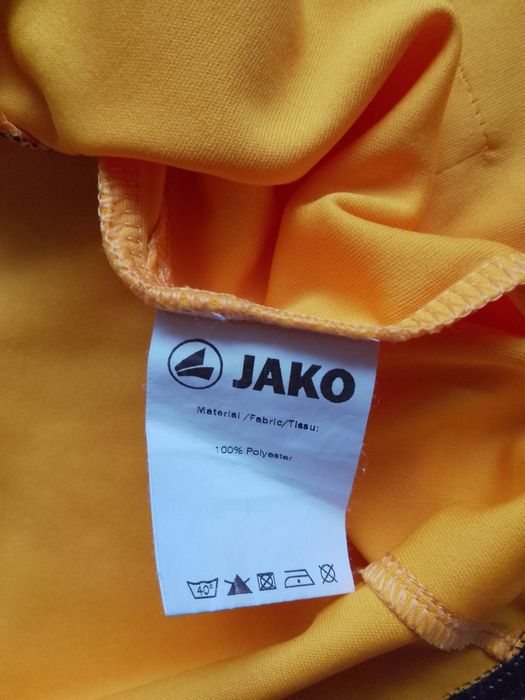 JAKO
Material /Fabric/Tissu:
100% Polyester
40°